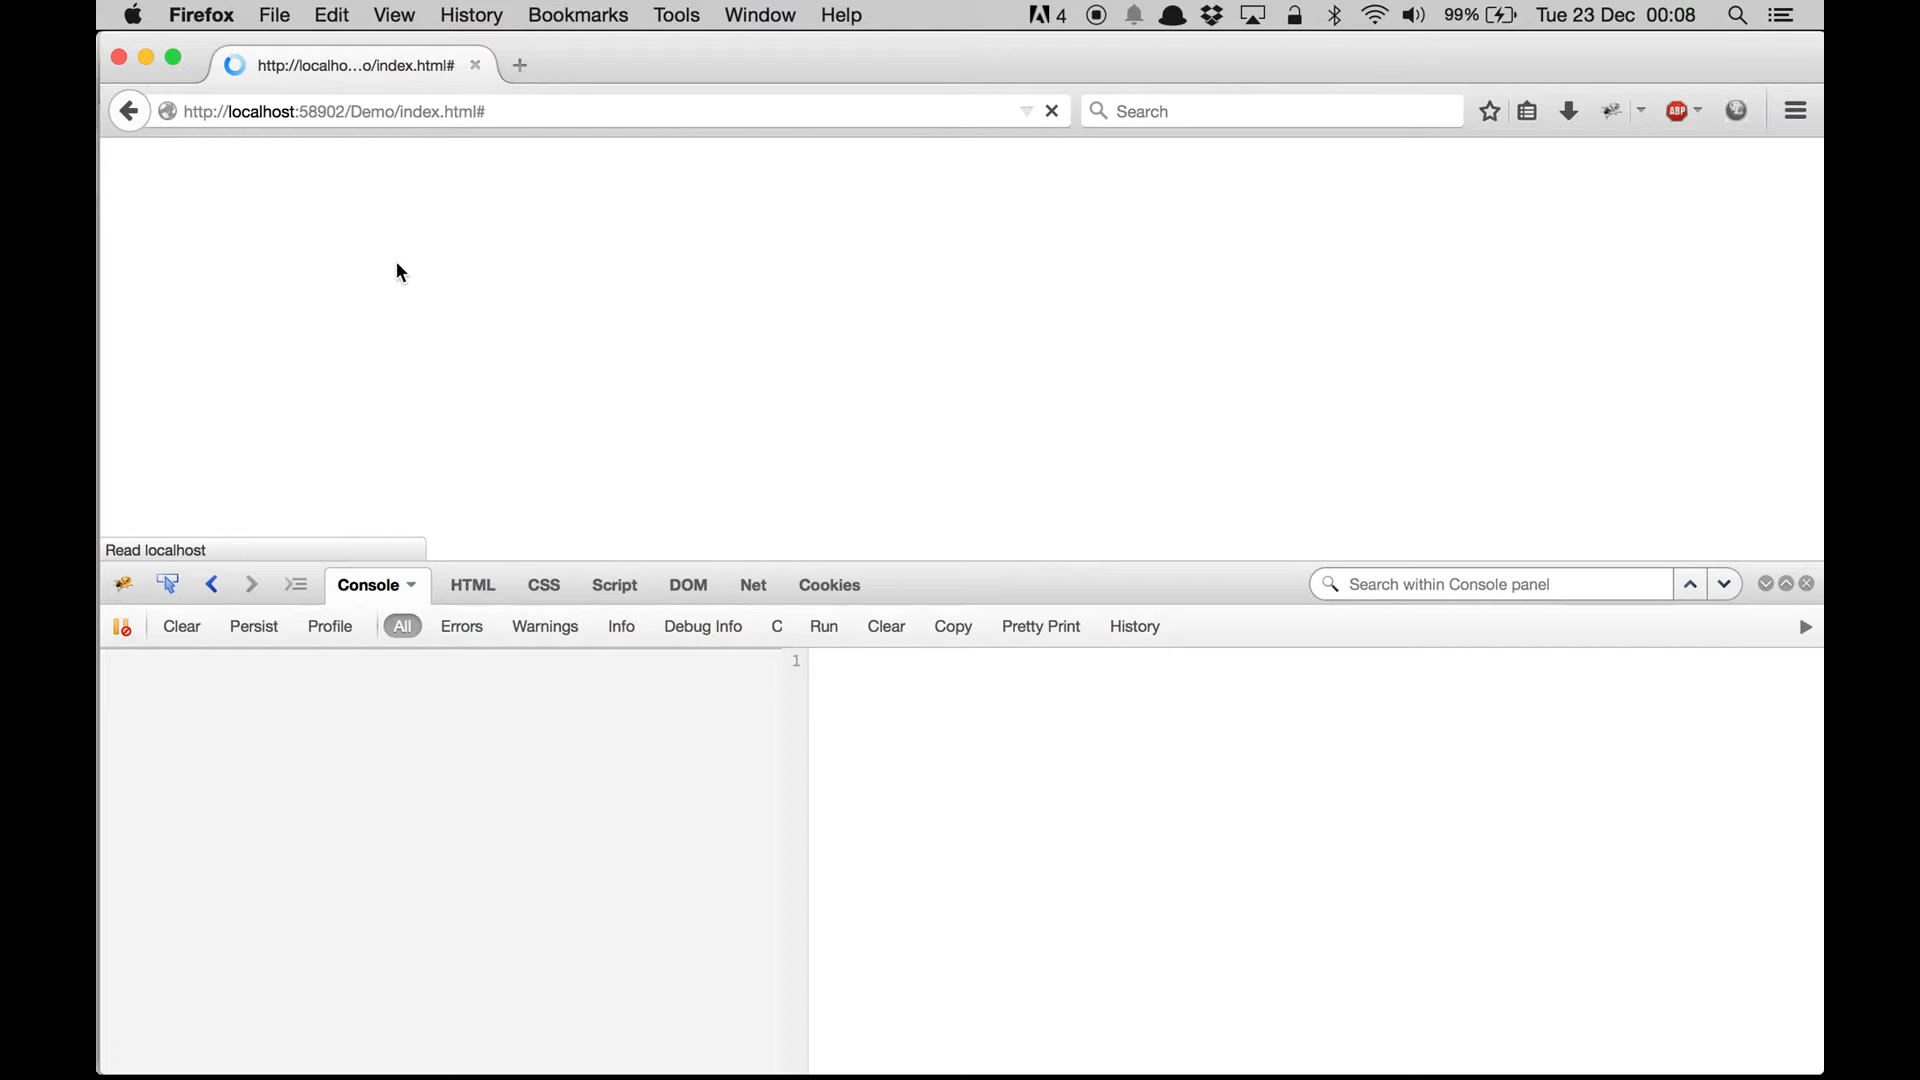 Firefox File Edit View History Bookmarks Tools Window Help 4 99% Tue 23 Dec 00:08
http://localho...o/index.html#
http://localhost:58902/Demo/index.html# Search ABP
Read localhost
Console HTML CSS Script DOM Net Cookies Search within Console panel
Clear Persist Profile All Errors Warnings Info Debug Info C Run Clear Copy Pretty Print History
1